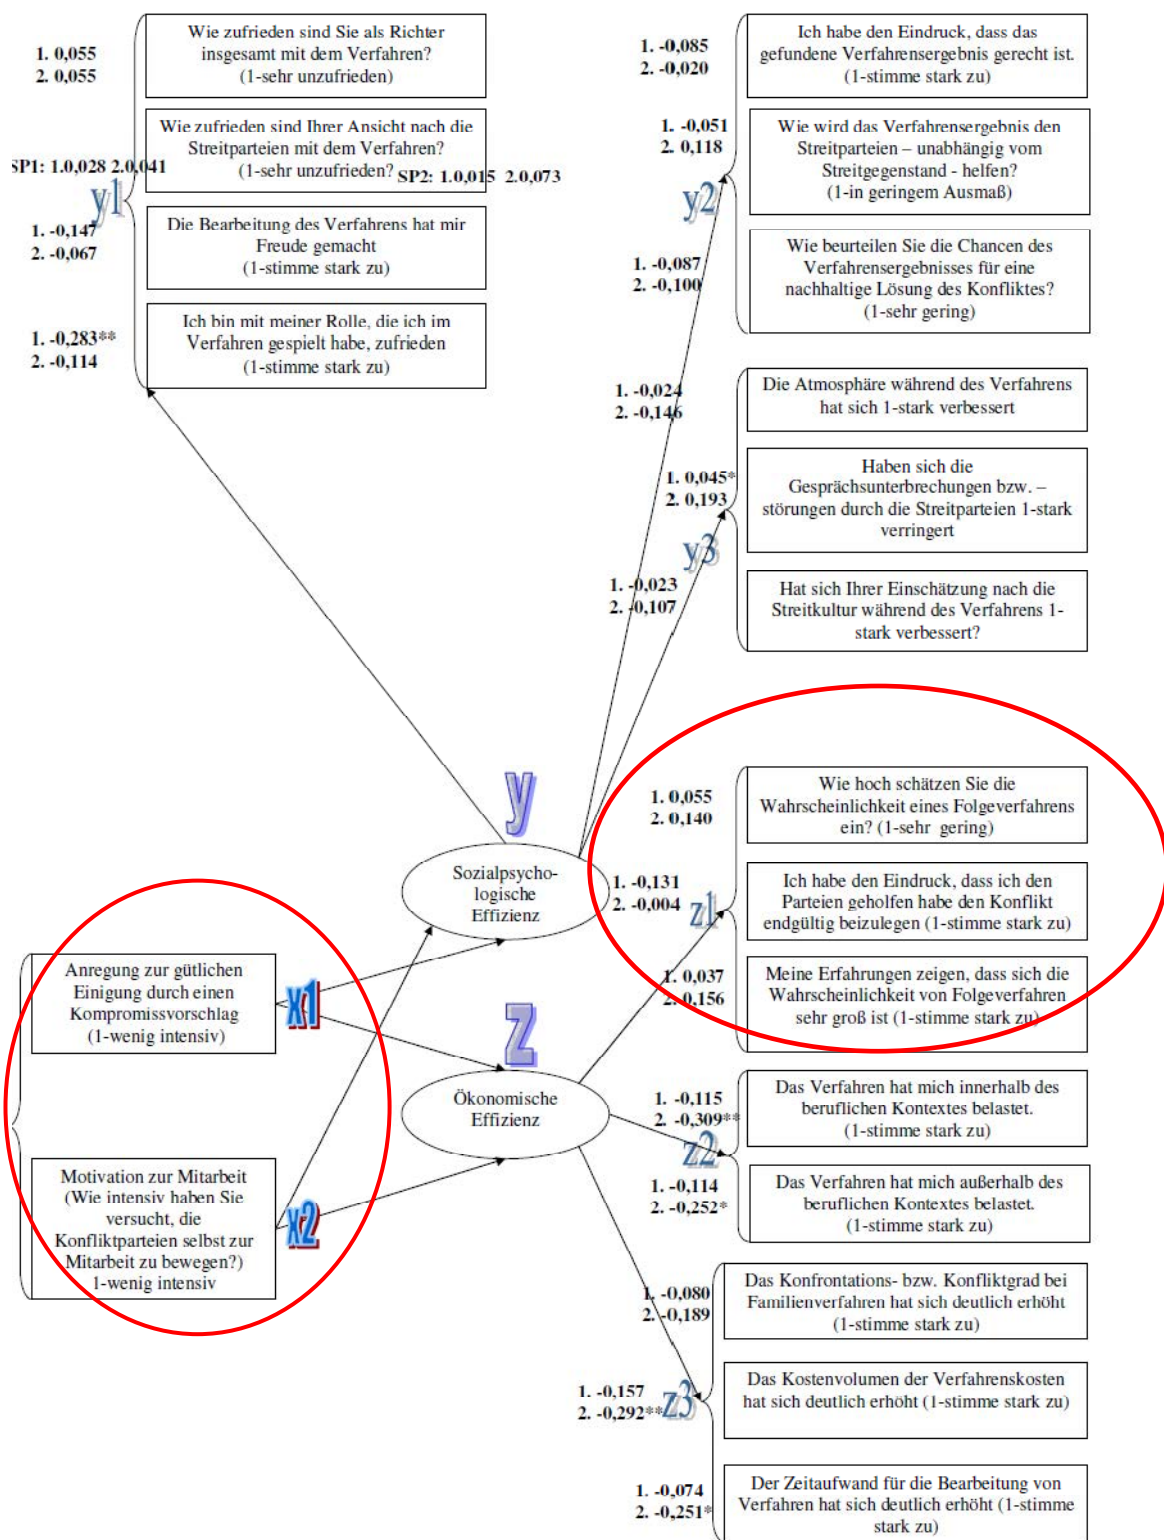 1. 0,055
2. 0,055
Wie zufrieden sind Sie als Richter
insgesamt mit dem Verfahren?
(1-sehr unzufrieden)
Wie zufrieden sind Ihrer Ansicht nach die
Streitparteien mit dem Verfahren?
(1-sehr unzufrieden?
SP1: 1.0,028 2.0,041
SP2: 1.0,015 2.0,073
y1
1. -0,147
2. -0,067
Die Bearbeitung des Verfahrens hat mir
Freude gemacht
(1-stimme stark zu)
1. -0,283**
2. -0,114
Ich bin mit meiner Rolle, die ich im
Verfahren gespielt habe, zufrieden
(1-stimme stark zu)
1. -0,085
2. -0,020
Ich habe den Eindruck, dass das
gefundene Verfahrensergebnis gerecht ist.
(1-stimme stark zu)
1. -0,051
2. 0,118
Wie wird das Verfahrensergebnis den
Streitparteien – unabhängig vom
Streitgegenstand - helfen?
(1-in geringem Ausmaß)
y2
1. -0,087
2. -0,100
Wie beurteilen Sie die Chancen des
Verfahrensergebnisses für eine
nachhaltige Lösung des Konfliktes?
(1-sehr gering)
1. -0,024
2. -0,146
Die Atmosphäre während des Verfahrens
hat sich 1-stark verbessert
1. 0,045*
2. 0,193
Haben sich die
Gesprächsunterbrechungen bzw. –
störungen durch die Streitparteien 1-stark
verringert
y3
1. -0,023
2. -0,107
Hat sich Ihrer Einschätzung nach die
Streitkultur während des Verfahrens 1-
stark verbessert?
y
Sozialpsycho-
logische
Effizienz
1. 0,055
2. 0,140
Wie hoch schätzen Sie die
Wahrscheinlichkeit eines Folgeverfahrens
ein? (1-sehr gering)
1. -0,131
2. -0,004
z1
Ich habe den Eindruck, dass ich den
Parteien geholfen habe den Konflikt
endgültig beizulegen (1-stimme stark zu)
1. 0,037
2. 0,156
Meine Erfahrungen zeigen, dass sich die
Wahrscheinlichkeit von Folgeverfahren
sehr groß ist (1-stimme stark zu)
Anregung zur gütlichen
Einigung durch einen
Kompromissvorschlag
(1-wenig intensiv)
x1
z
Ökonomische
Effizienz
Motivation zur Mitarbeit
(Wie intensiv haben Sie
versucht, die
Konfliktparteien selbst zur
Mitarbeit zu bewegen?)
1-wenig intensiv
x2
1. -0,115
2. -0,309**
Das Verfahren hat mich innerhalb des
beruflichen Kontextes belastet.
(1-stimme stark zu)
z2
1. -0,114
2. -0,252*
Das Verfahren hat mich außerhalb des
beruflichen Kontextes belastet.
(1-stimme stark zu)
1. -0,080
2. -0,189
Das Konfrontations- bzw. Konfliktgrad bei
Familienverfahren hat sich deutlich erhöht
(1-stimme stark zu)
1. -0,157
2. -0,292**
z3
Das Kostenvolumen der Verfahrenskosten
hat sich deutlich erhöht (1-stimme stark zu)
1. -0,074
2. -0,251*
Der Zeitaufwand für die Bearbeitung von
Verfahren hat sich deutlich erhöht (1-stimme
stark zu)